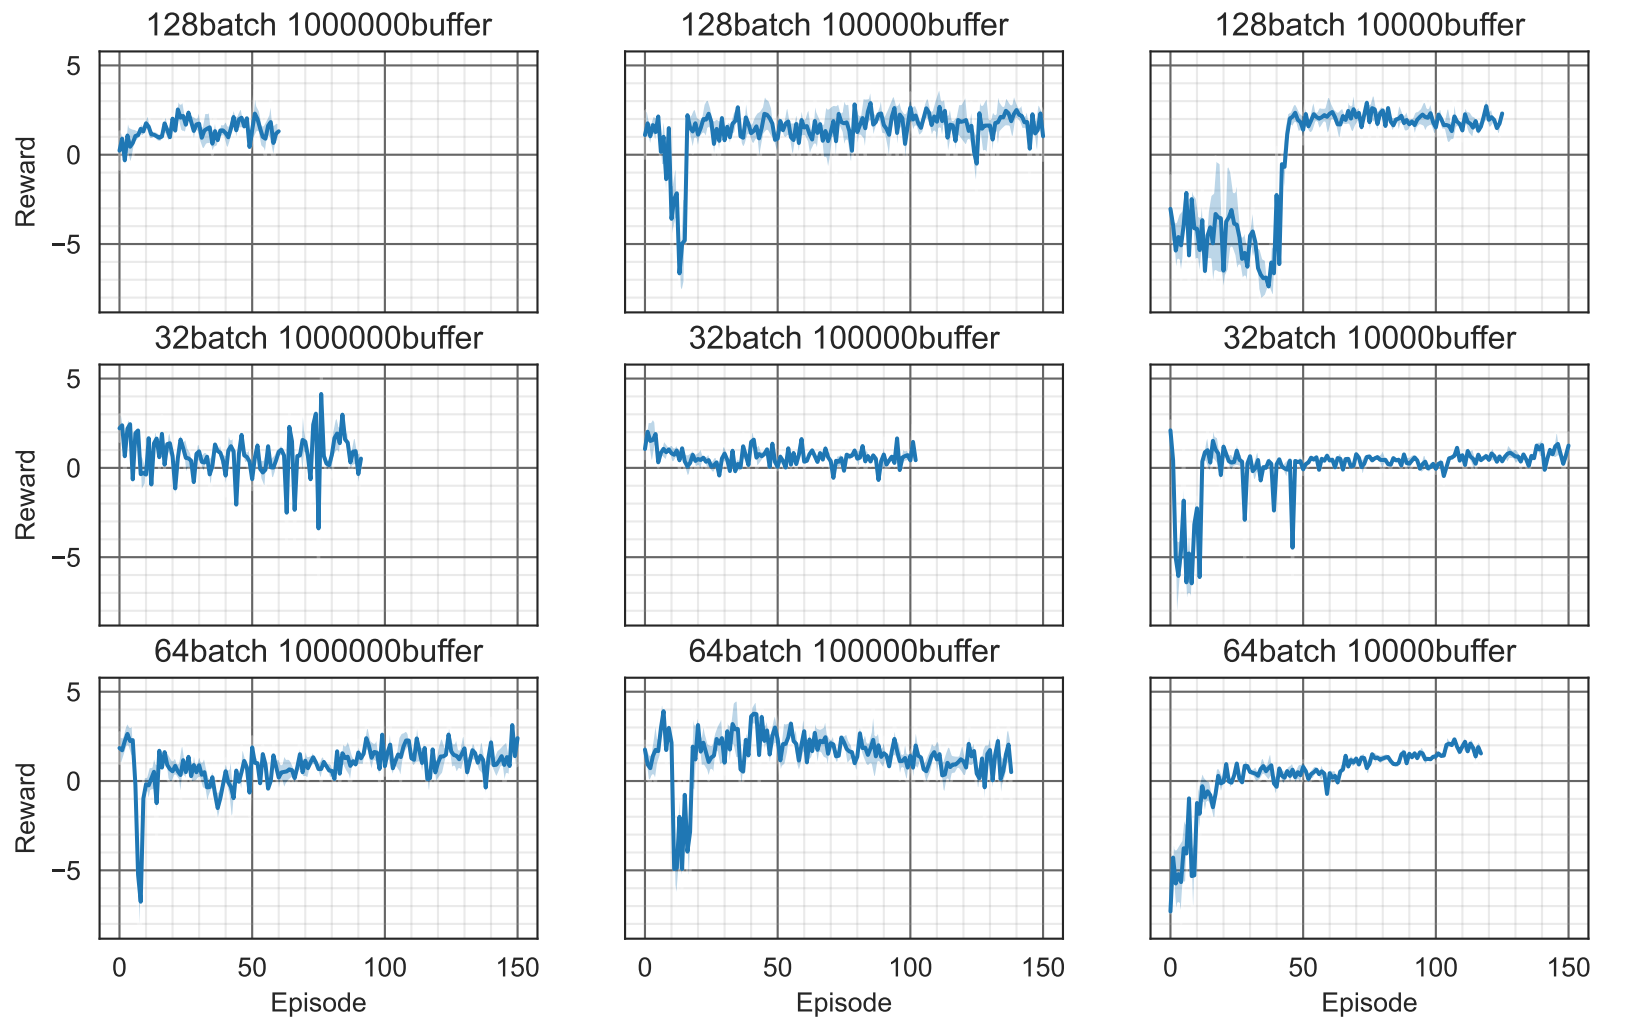 128batch 1000000buffer
128batch 100000buffer
128batch 10000buffer
5
0
−5
Reward
32batch 1000000buffer
32batch 100000buffer
32batch 10000buffer
5
0
−5
Reward
64batch 1000000buffer
64batch 100000buffer
64batch 10000buffer
5
0
−5
Reward
0 50 100 150
0 50 100 150
0 50 100 150
Episode
Episode
Episode